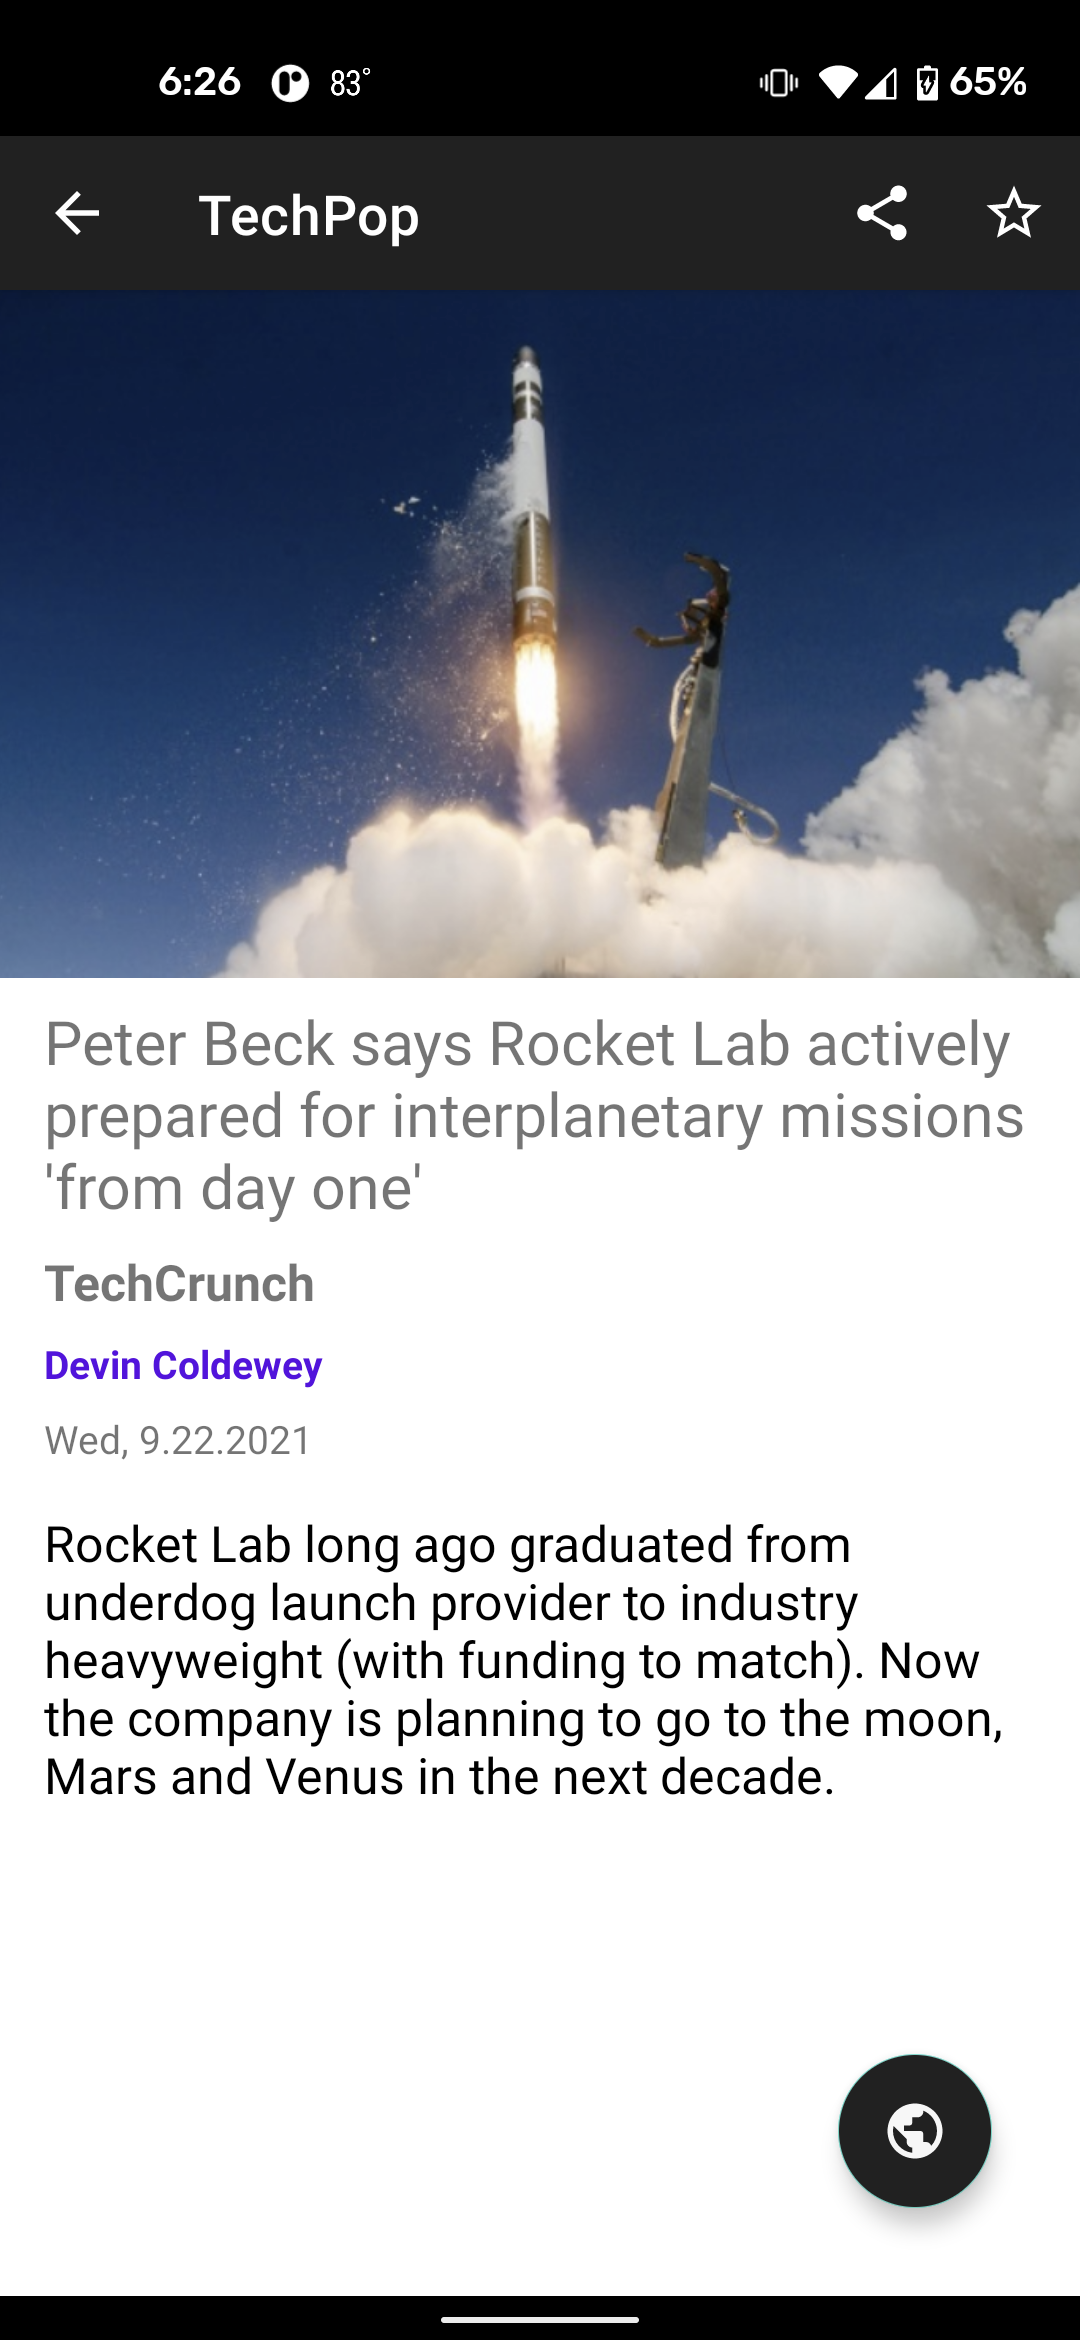 6:26 83° 65%
TechPop
Peter Beck says Rocket Lab actively
prepared for interplanetary missions
'from day one'
TechCrunch
Devin Coldewey
Wed, 9.22.2021
Rocket Lab long ago graduated from
underdog launch provider to industry
heavyweight (with funding to match). Now
the company is planning to go to the moon,
Mars and Venus in the next decade.